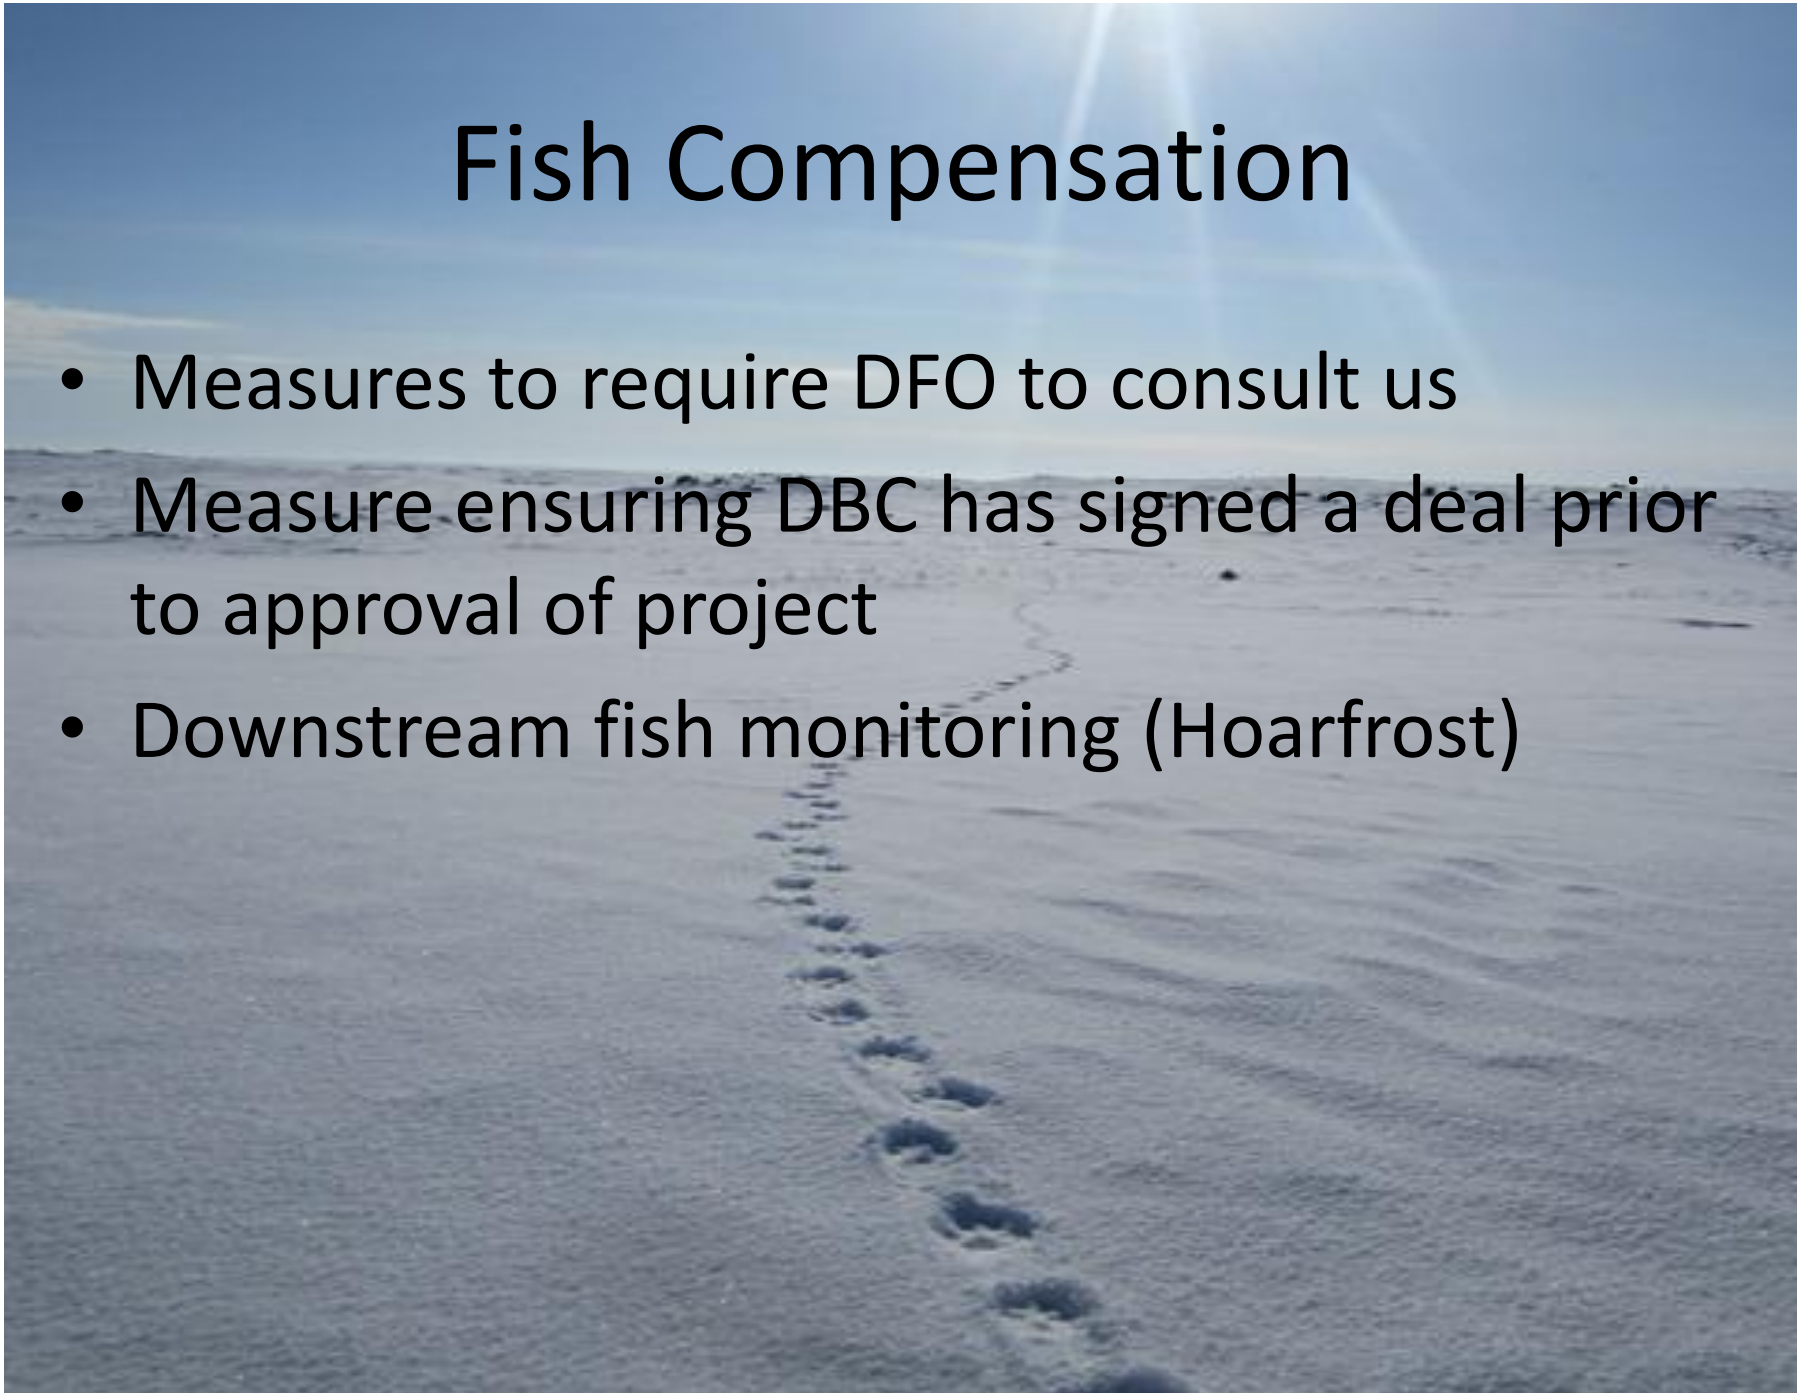 Fish Compensation
• Measures to require DFO to consult us
• Measure ensuring DBC has signed a deal prior
to approval of project
• Downstream fish monitoring (Hoarfrost)